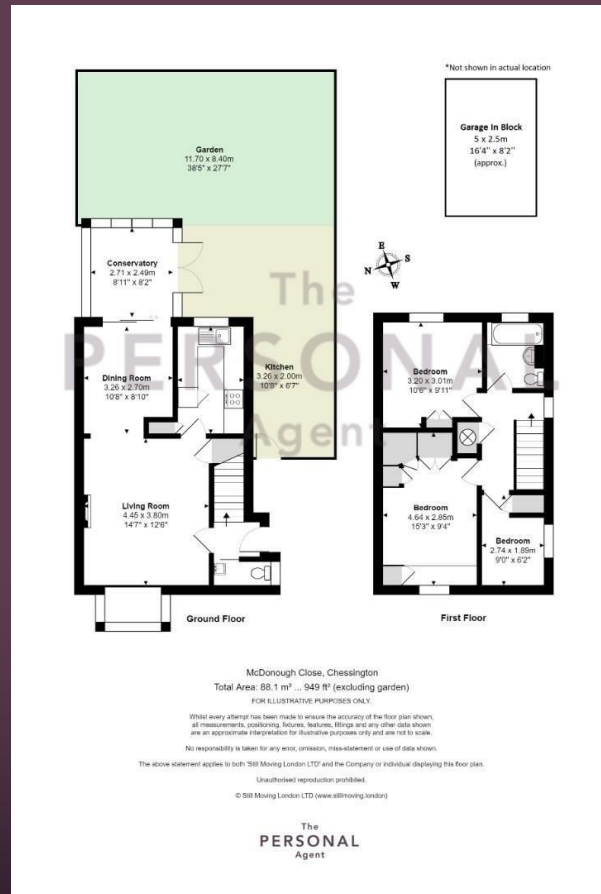 *Not shown in actual location
Garage In Block
5 x 2.5m
16'4" x 8'2"
(approx.)
Garden
11.70 x 8.40m
38'5" x 27'7"
Conservatory
2.71 x 2.49m
8'11" x 8'2"
E
N S
W
The
PERSONAL
Agent
Dining Room
3.26 x 2.70m
10'8" x 8'10"
Kitchen
3.26 x 2.00m
10'8" x 6'7"
Living Room
4.45 x 3.80m
14'7" x 12'6"
Ground Floor
Bedroom
3.20 x 3.01m
10'6" x 9'11"
Bedroom
4.64 x 2.85m
15'3" x 9'4"
Bedroom
2.74 x 1.89m
9'0" x 6'2"
First Floor
McDonough Close, Chessington
Total Area: 88.1 m² ... 949 ft² (excluding garden)
FOR ILLUSTRATIVE PURPOSES ONLY.
Whilst every attempt has been made to ensure the accuracy of the floor plan shown,
all measurements, positioning, fixtures, features, fittings and any other data shown
are an approximate interpretation for illustrative purposes only and are not to scale.
No responsibility is taken for any error, omission, miss-statement or use of data shown.
The above statement applies to both 'Still Moving London LTD' and the Company or individual displaying this floor plan.
Unauthorised reproduction prohibited.
© Still Moving London LTD (www.stillmoving.london)
The
PERSONAL
Agent